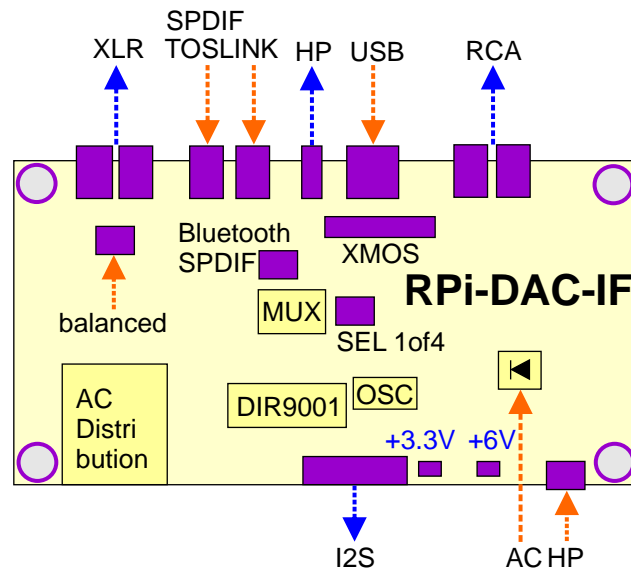 SPDIF
XLR TOSLINK HP USB RCA
Bluetooth
SPDIF
XMOS
RPi-DAC-IF
balanced
MUX
SEL 1of4
AC
Distri
bution
DIR9001
OSC
+3.3V +6V
I2S
AC HP